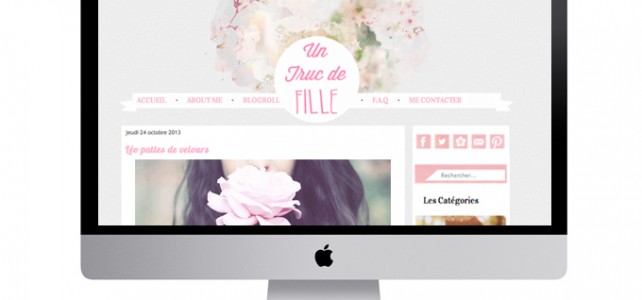 Un
Truc de
FILLE
ACCUEIL • ABOUT ME • BLOGROLL • F.A.Q • ME CONTACTER
Jeudi 24 octobre 2013
Les pattes de velours
Rechercher...
Les Catégories